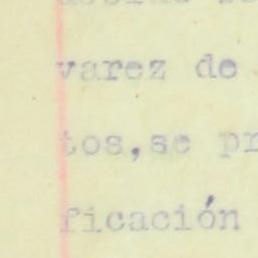 varez de
tos,se pr
ficación